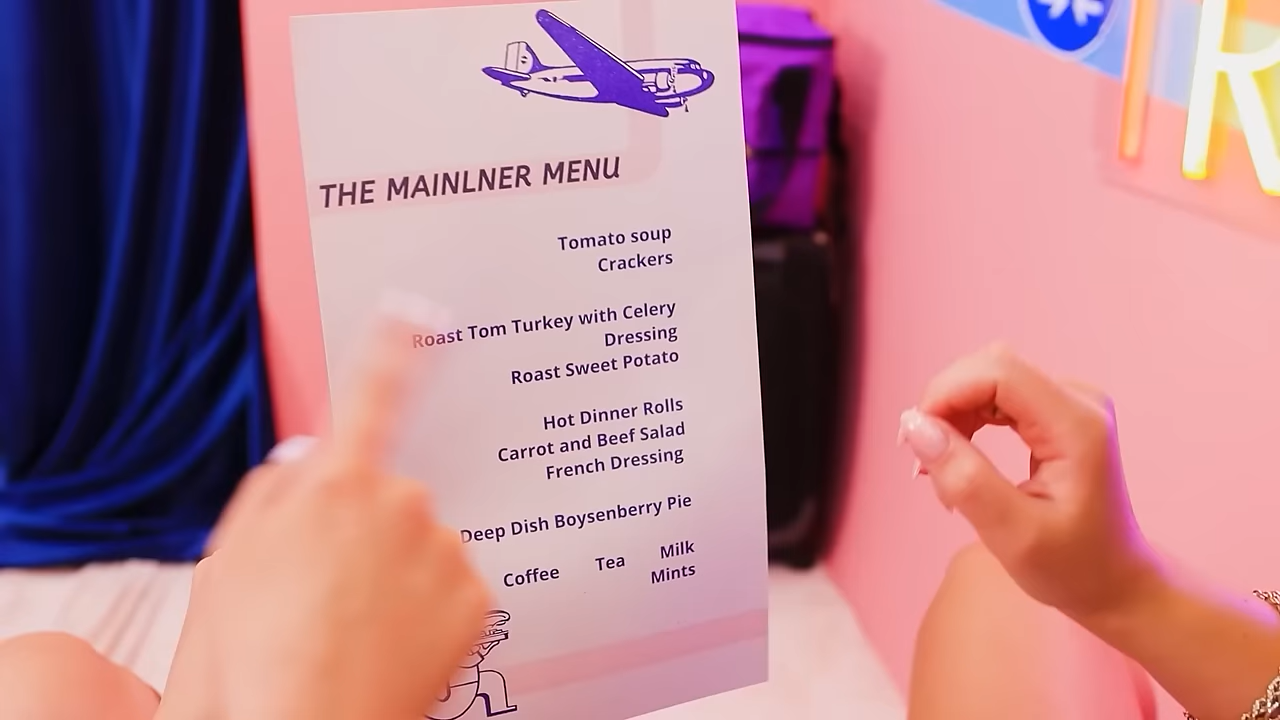 THE MAINLNER MENU
Tomato soup
Crackers
Roast Tom Turkey with Celery
Dressing
Roast Sweet Potato
Hot Dinner Rolls
Carrot and Beef Salad
French Dressing
Deep Dish Boysenberry Pie
Coffee Tea Milk
Mints
R